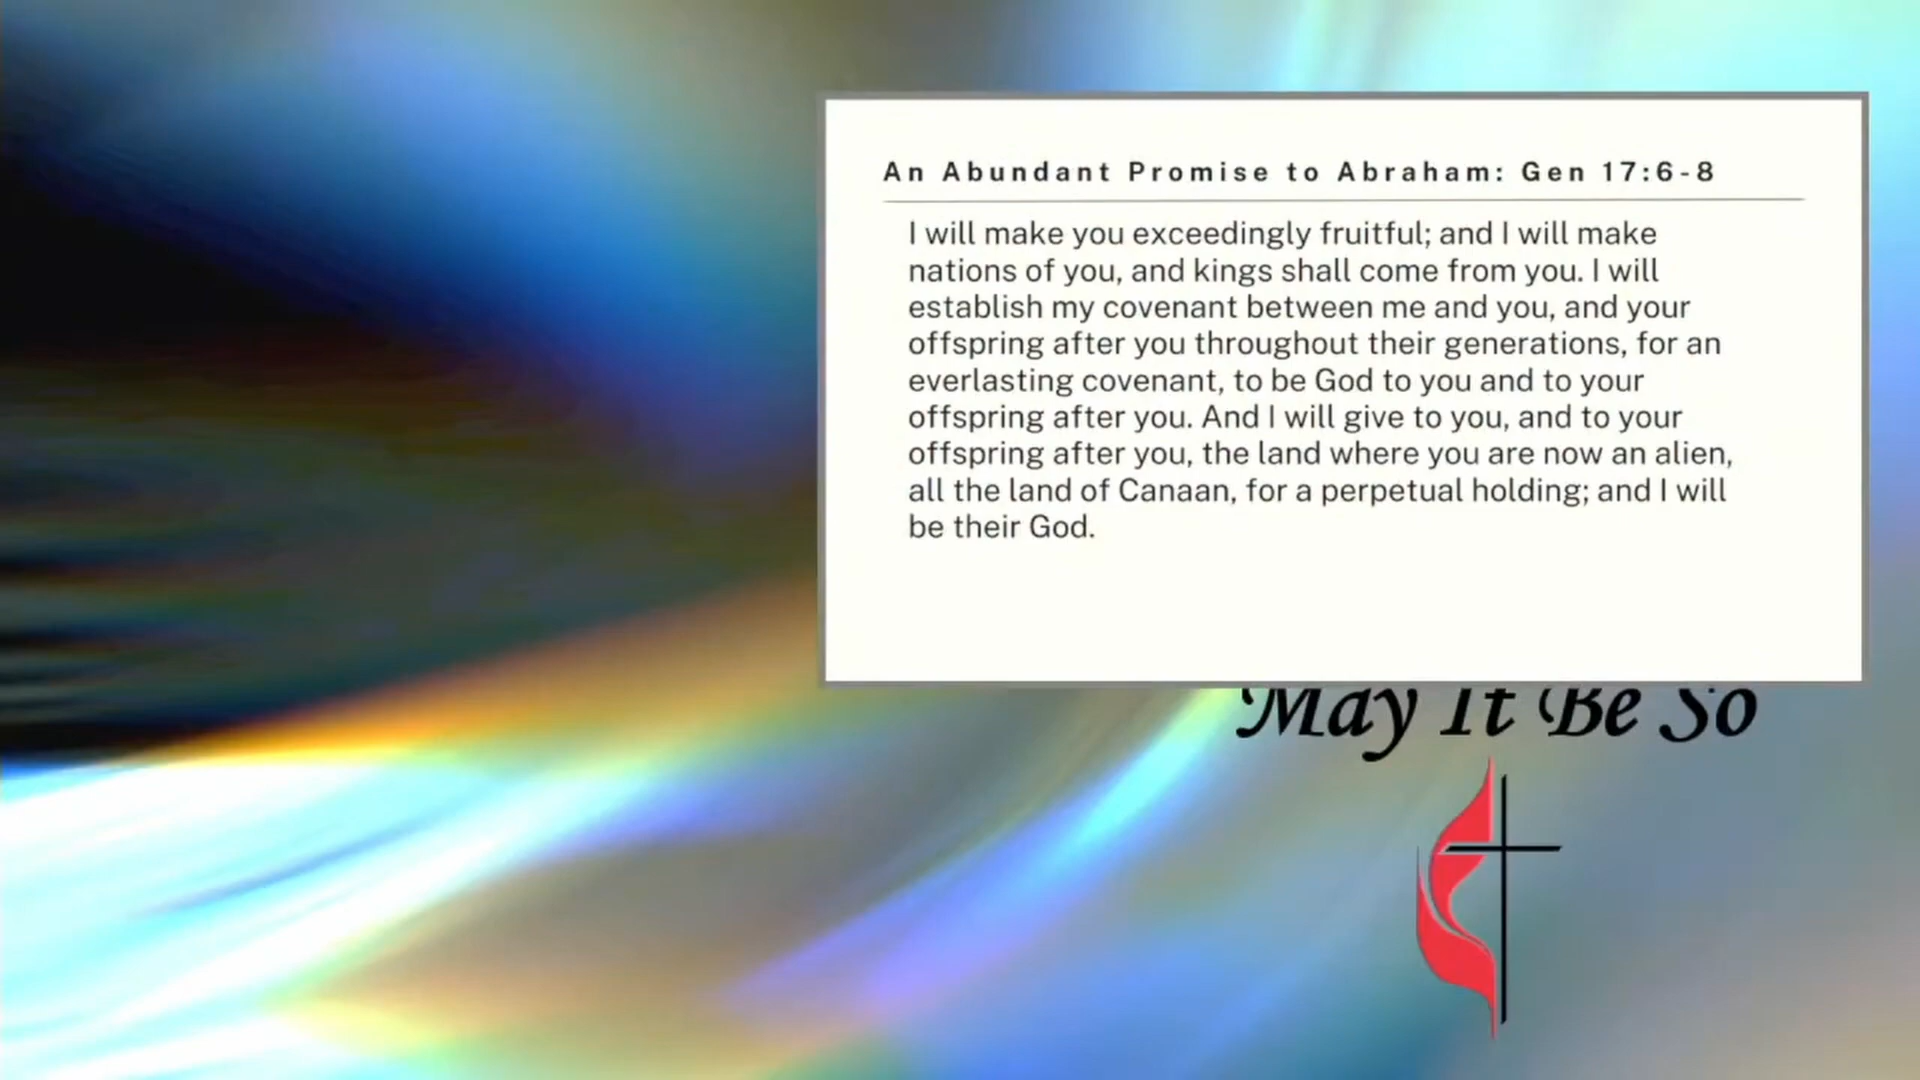 An Abundant Promise to Abraham: Gen 17:6-8
I will make you exceedingly fruitful; and I will make
nations of you, and kings shall come from you. I will
establish my covenant between me and you, and your
offspring after you throughout their generations, for an
everlasting covenant, to be God to you and to your
offspring after you. And I will give to you, and to your
offspring after you, the land where you are now an alien,
all the land of Canaan, for a perpetual holding; and I will
be their God.
May It Be So